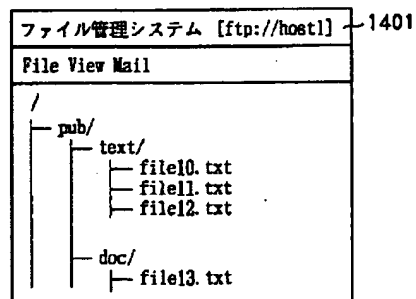 ファイル管理システム [ftp://host1] 1401
File View Mail
/
pub/
text/
file10.txt
file11.txt
file12.txt
doc/
file13.txt